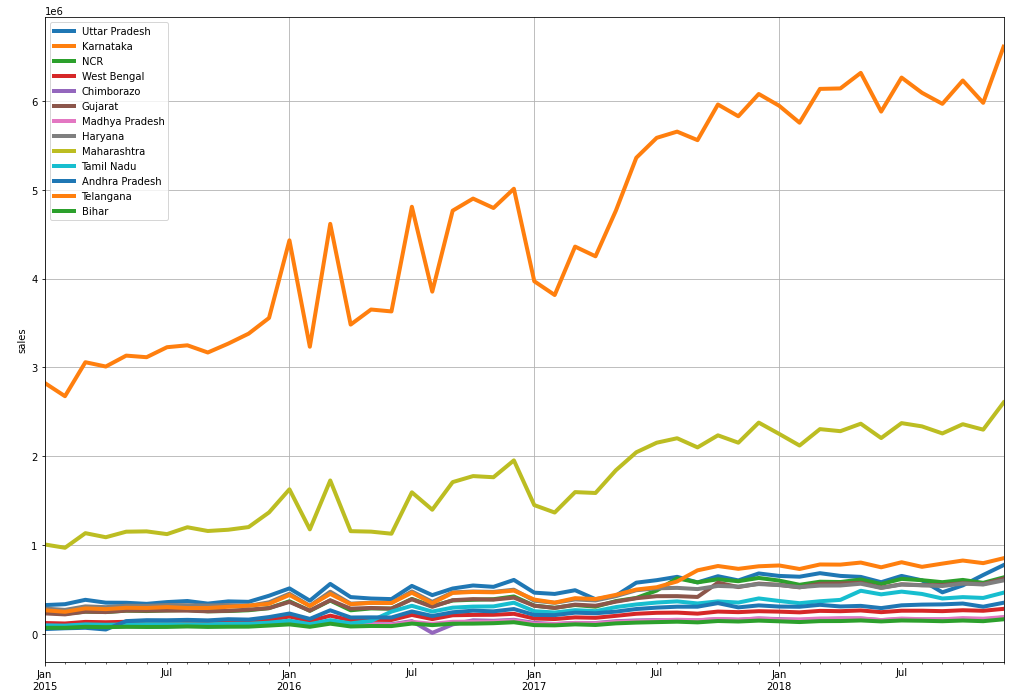 1e6
Uttar Pradesh
Karnataka
NCR
West Bengal
Chimborazo
Gujarat
Madhya Pradesh
Haryana
Maharashtra
Tamil Nadu
Andhra Pradesh
Telangana
Bihar
6
5
4
3
2
1
0
sales
Jan Jul Jan Jul Jan Jul Jan Jul
2015 2016 2017 2018